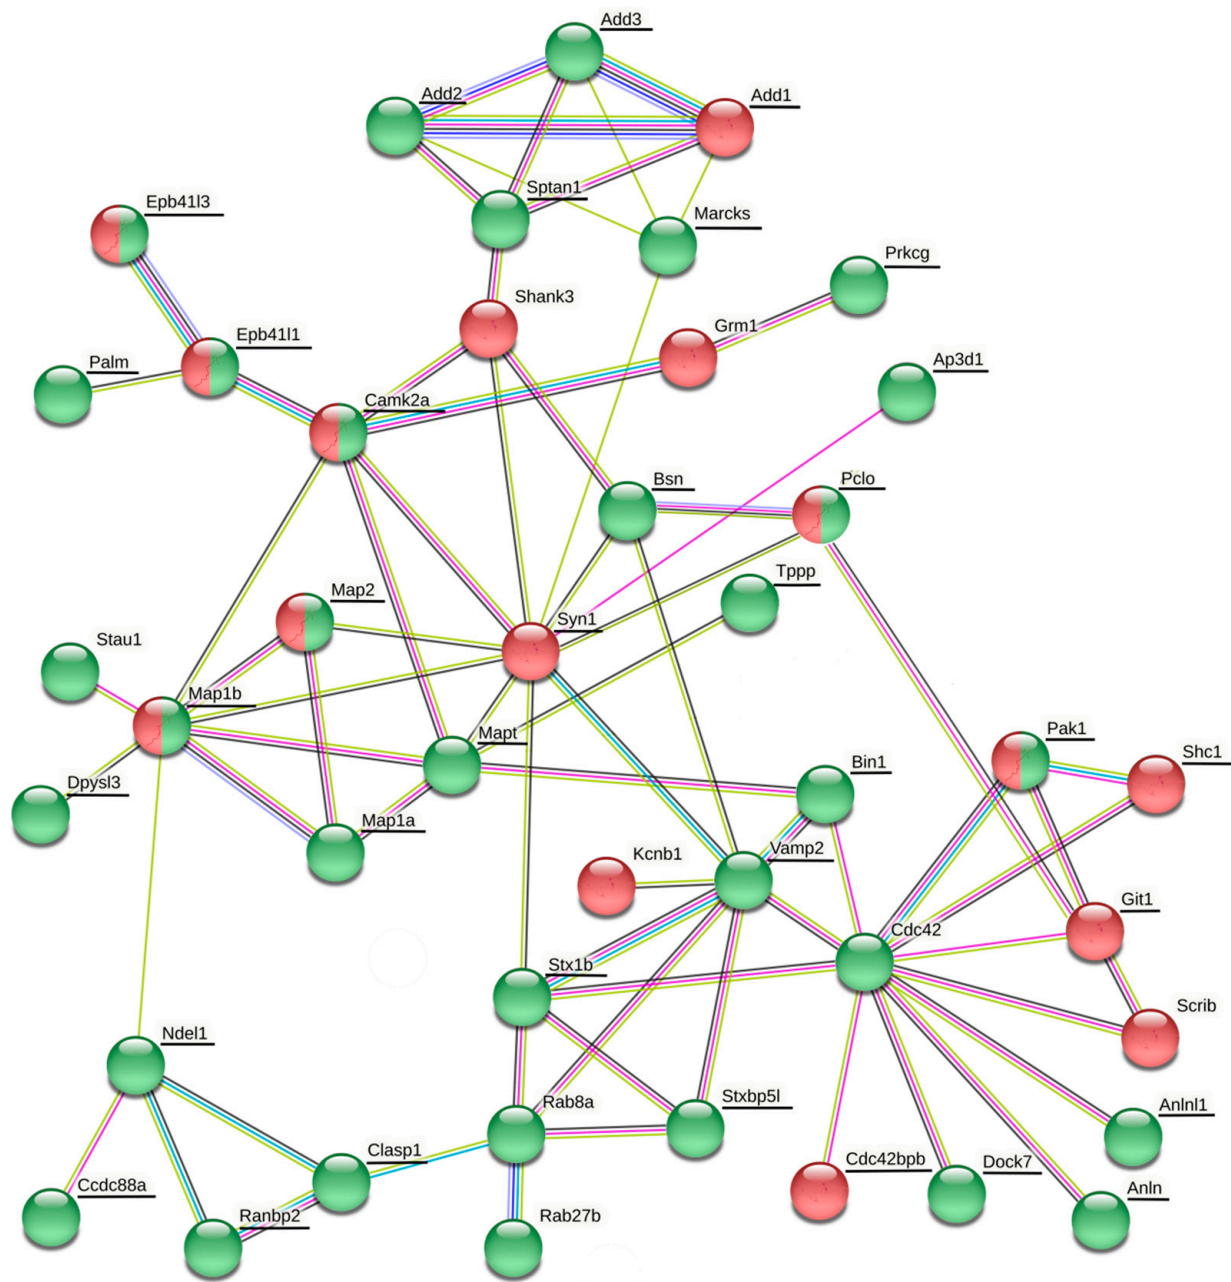 Add3
Add2
Add1
Sptan1
Epb41l3
Marcks
Prkcg
Shank3
Grm1
Epb41l1
Palm
Ap3d1
Camk2a
Bsn
Pclo
Tppp
Map2
Syn1
Stau1
Map1b
Mapt
Pak1
Shc1
Bin1
Dpysl3
Map1a
Kcnb1
Vamp2
Git1
Cdc42
Stx1b
Scrib
Ndel1
Rab8a
Stxbp5l
Anlnl1
Clasp1
Cdc42bpb
Dock7
Ccdc88a
Anln
Ranbp2
Rab27b